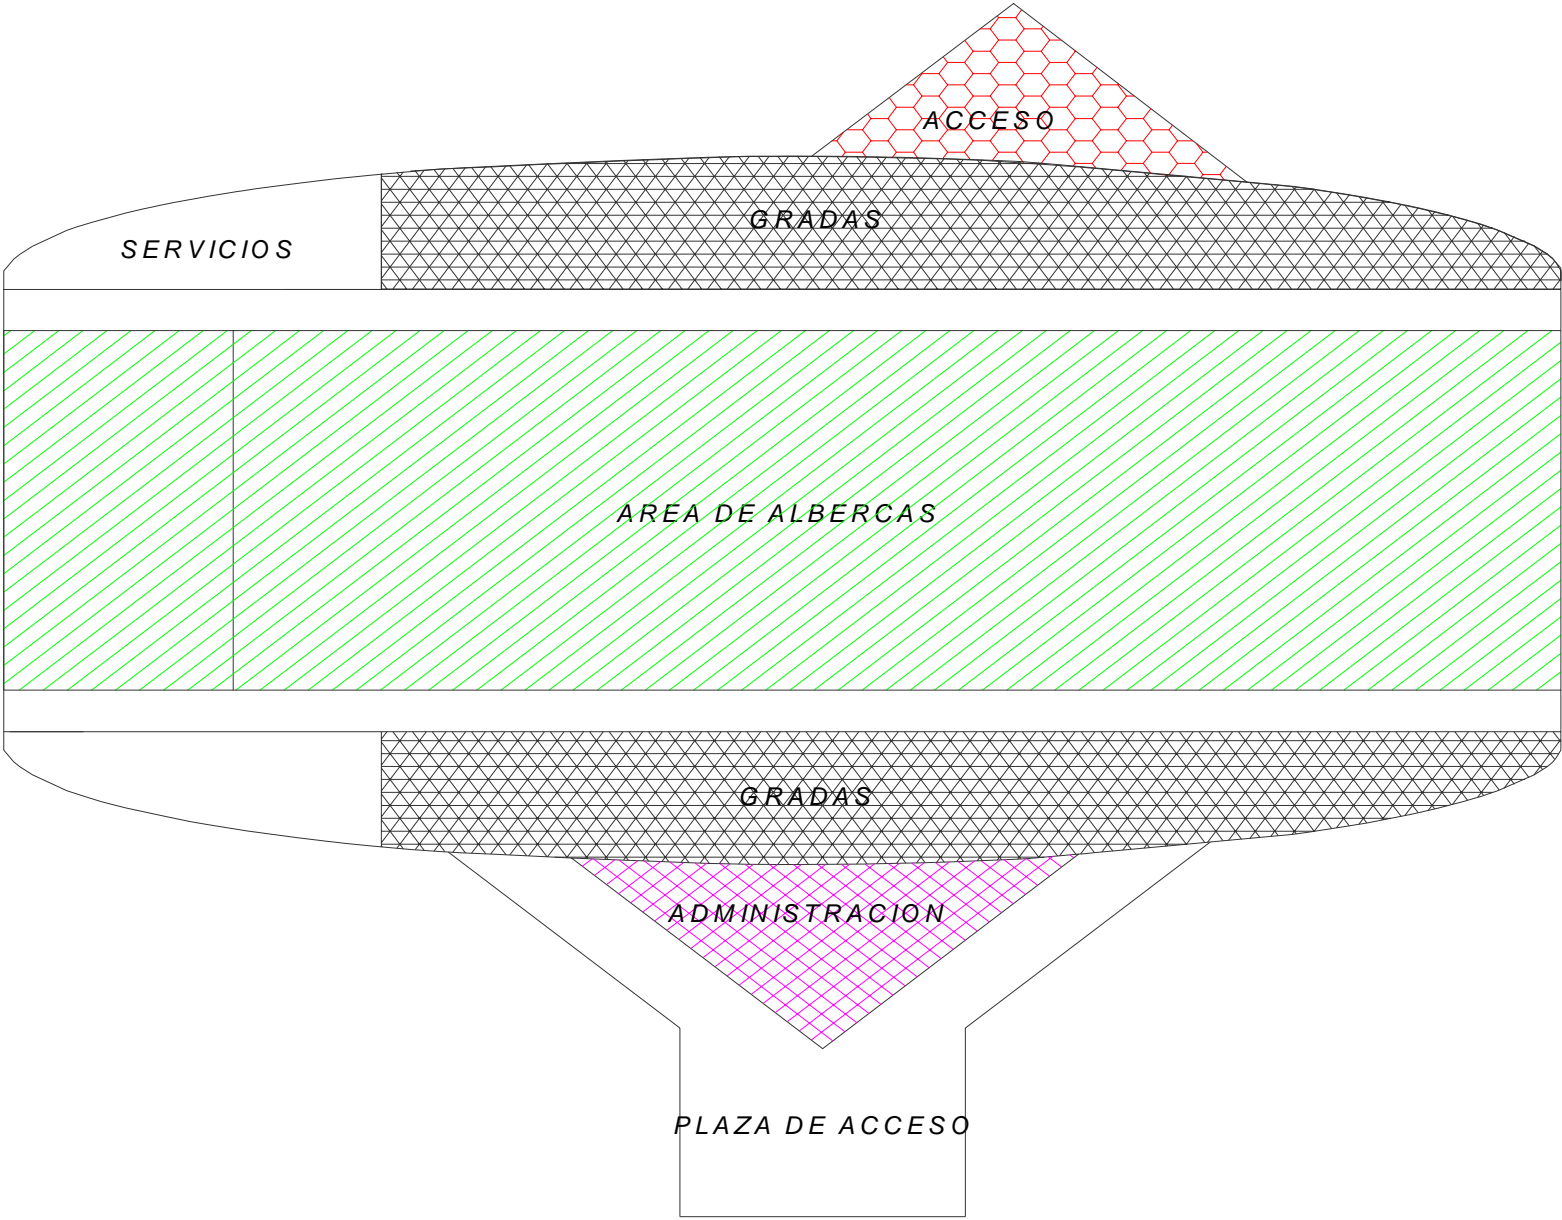 ACCESO
GRADAS
SERVICIOS
AREA DE ALBERCAS
GRADAS
ADMINISTRACION
PLAZA DE ACCESO